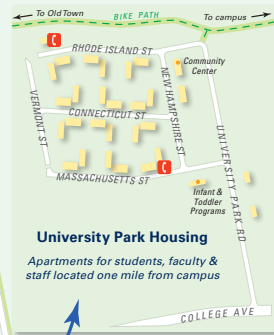 To Old Town
BIKE PATH
To campus
RHODE ISLAND ST
Community
Center
VERMONT ST
NEW HAMPSHIRE ST
CONNECTICUT ST
UNIVERSITY PARK RD
MASSACHUSETTS ST
Infant &
Toddler
Programs
University Park Housing
Apartments for students, faculty &
staff located one mile from campus
COLLEGE AVE